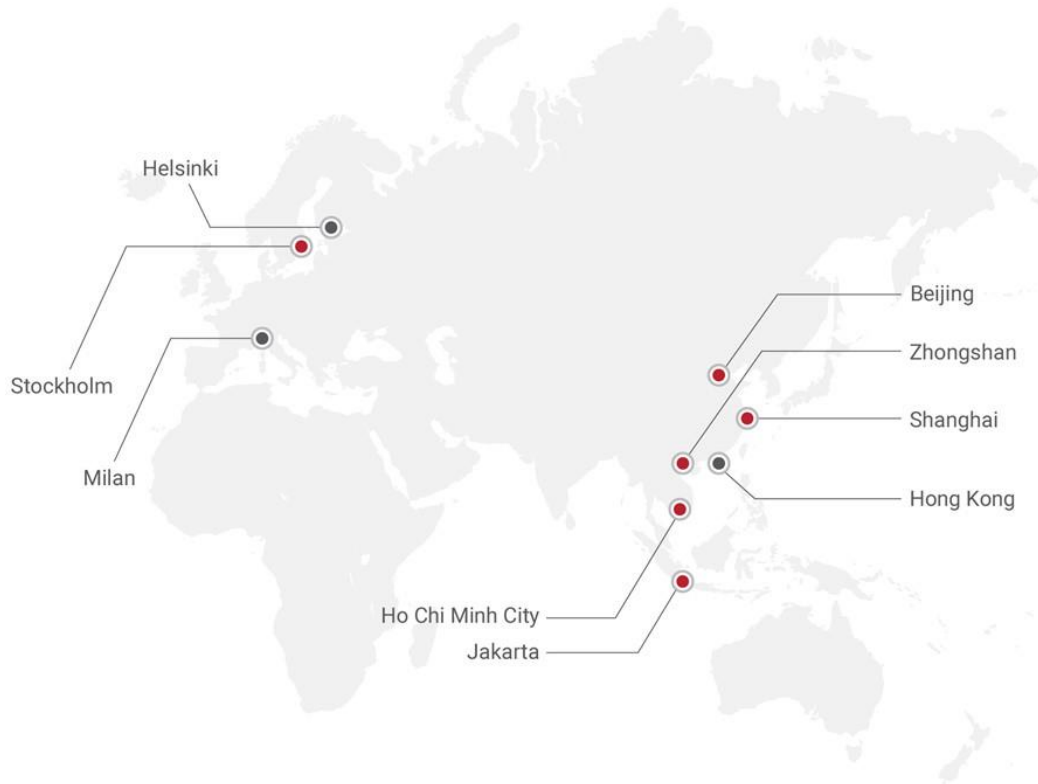 Helsinki
Stockholm
Milan
Beijing
Zhongshan
Shanghai
Hong Kong
Ho Chi Minh City
Jakarta